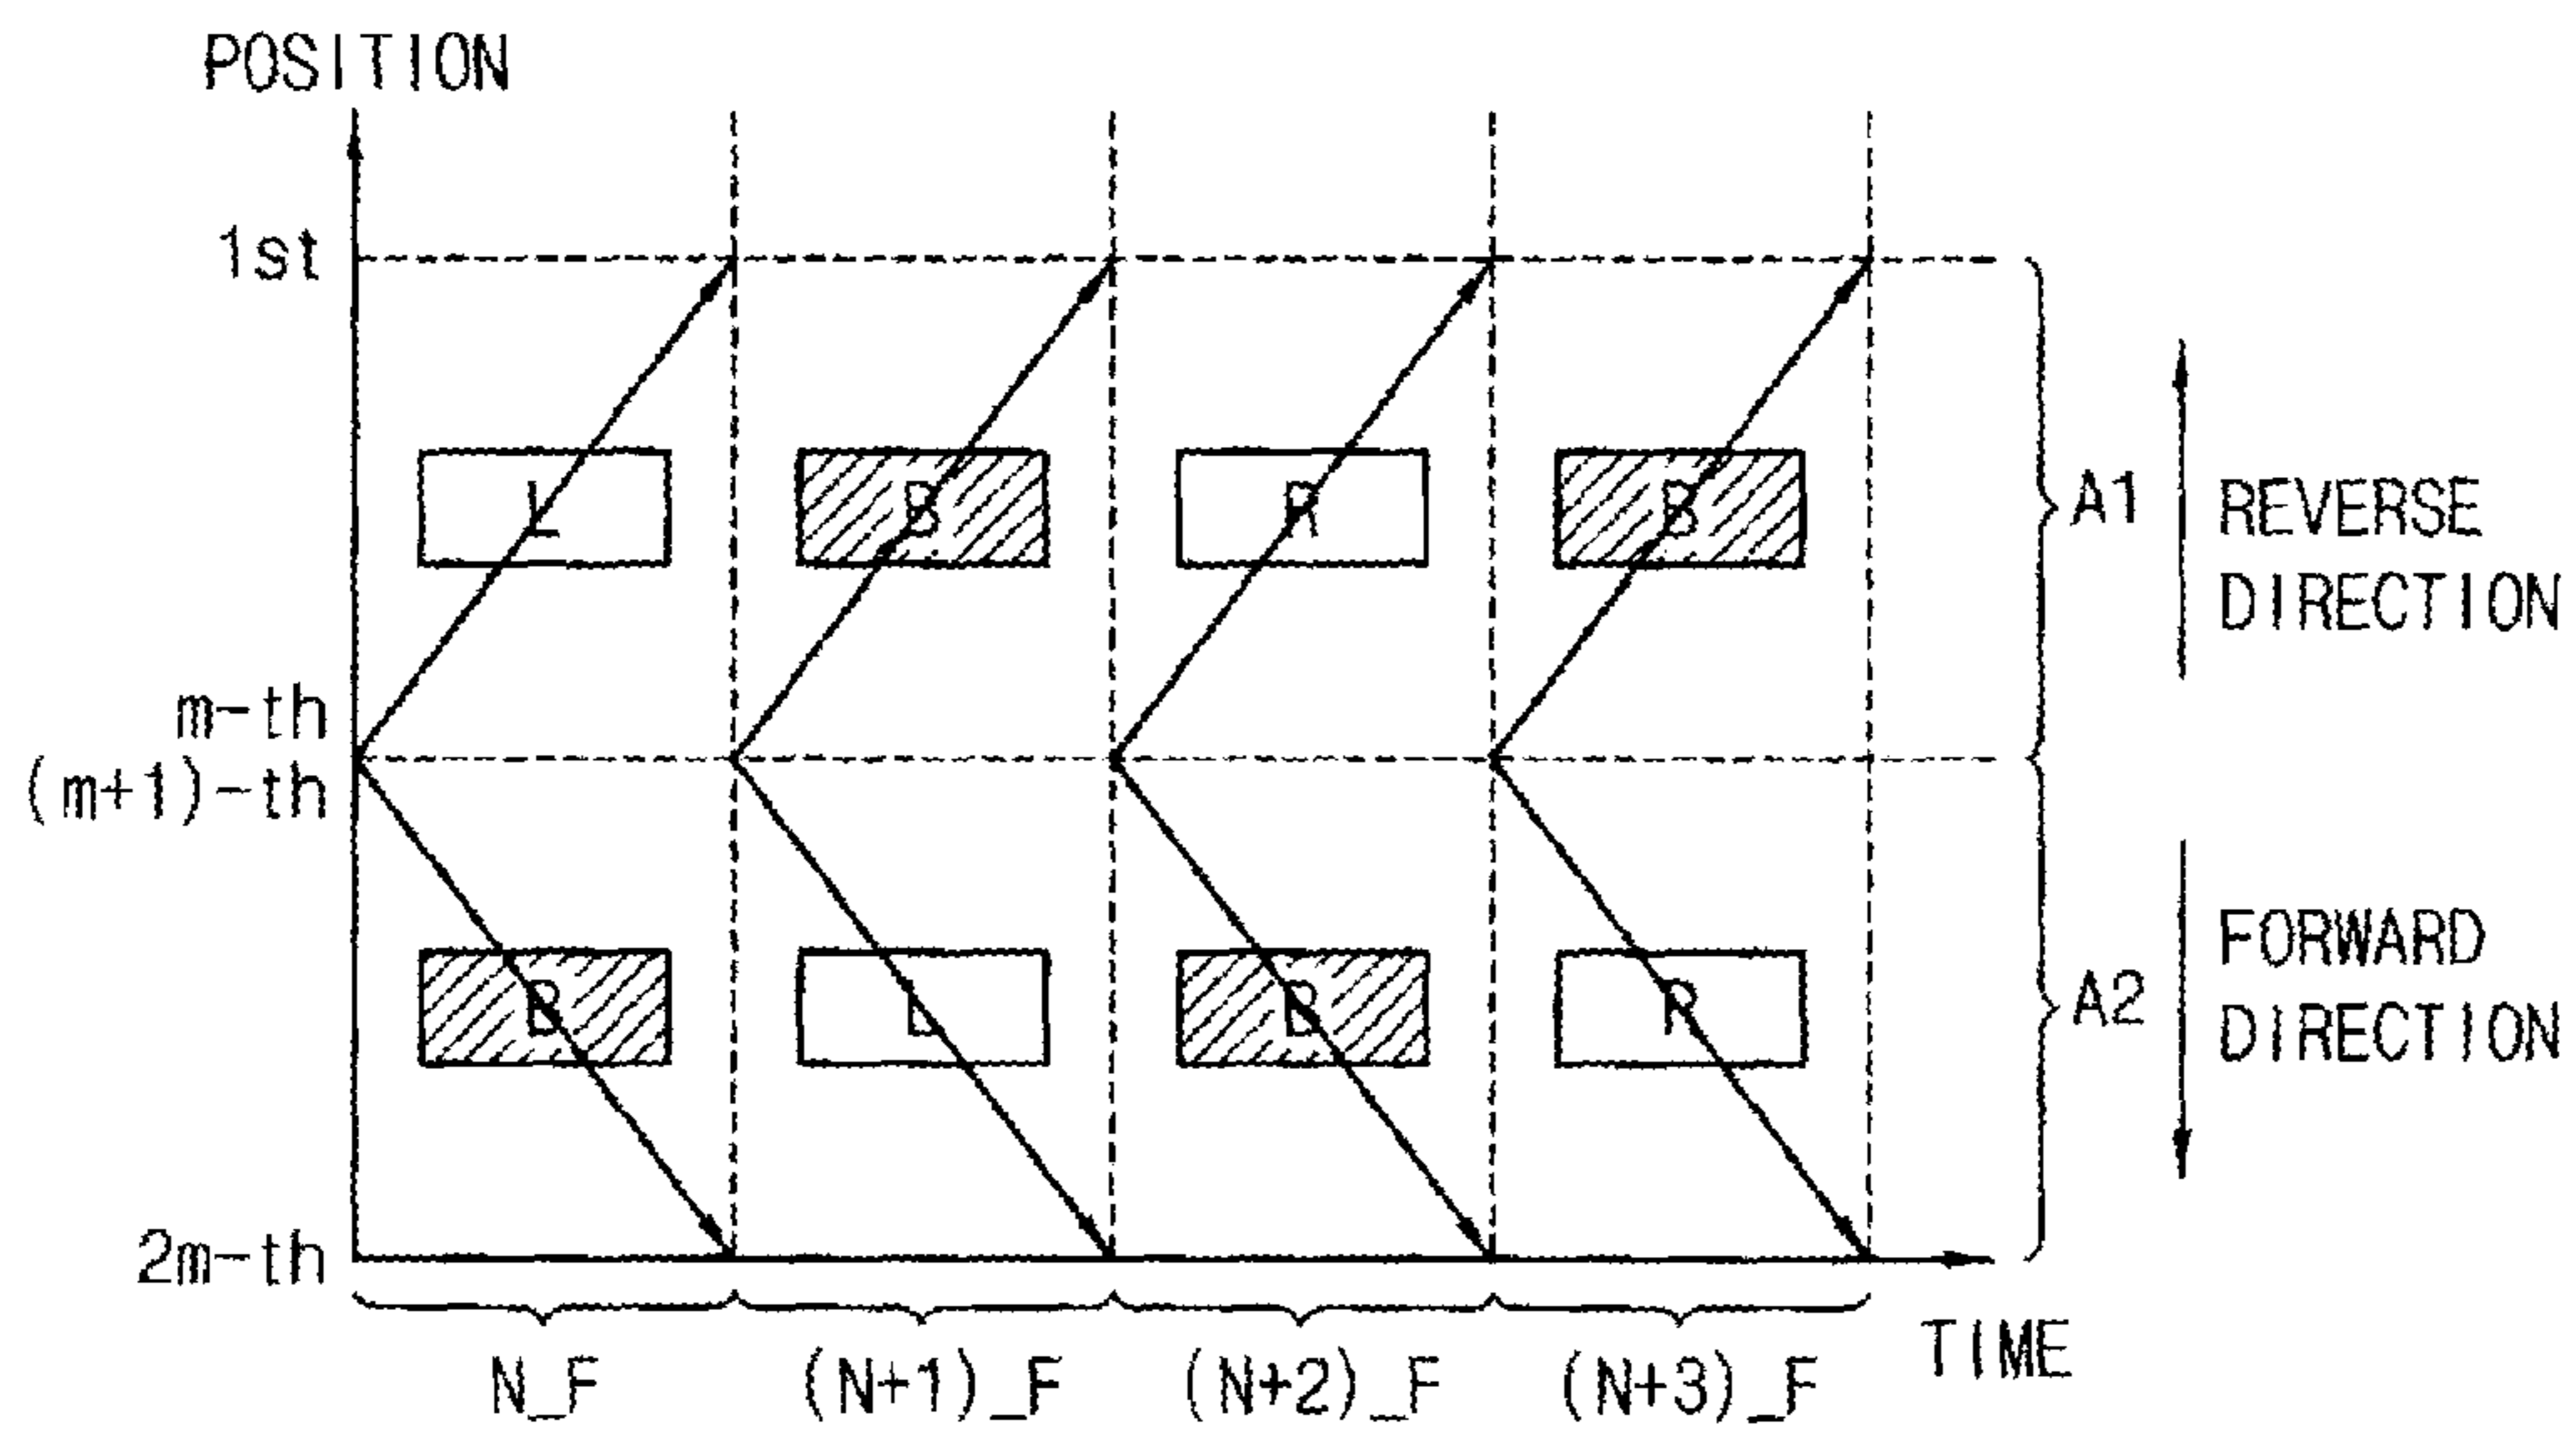 POSITION
1st
L
B
R
B
A1
REVERSE
DIRECTION
m-th
(m+1)-th
B
L
B
R
A2
FORWARD
DIRECTION
2m-th
TIME
N_F
(N+1)_F
(N+2)_F
(N+3)_F